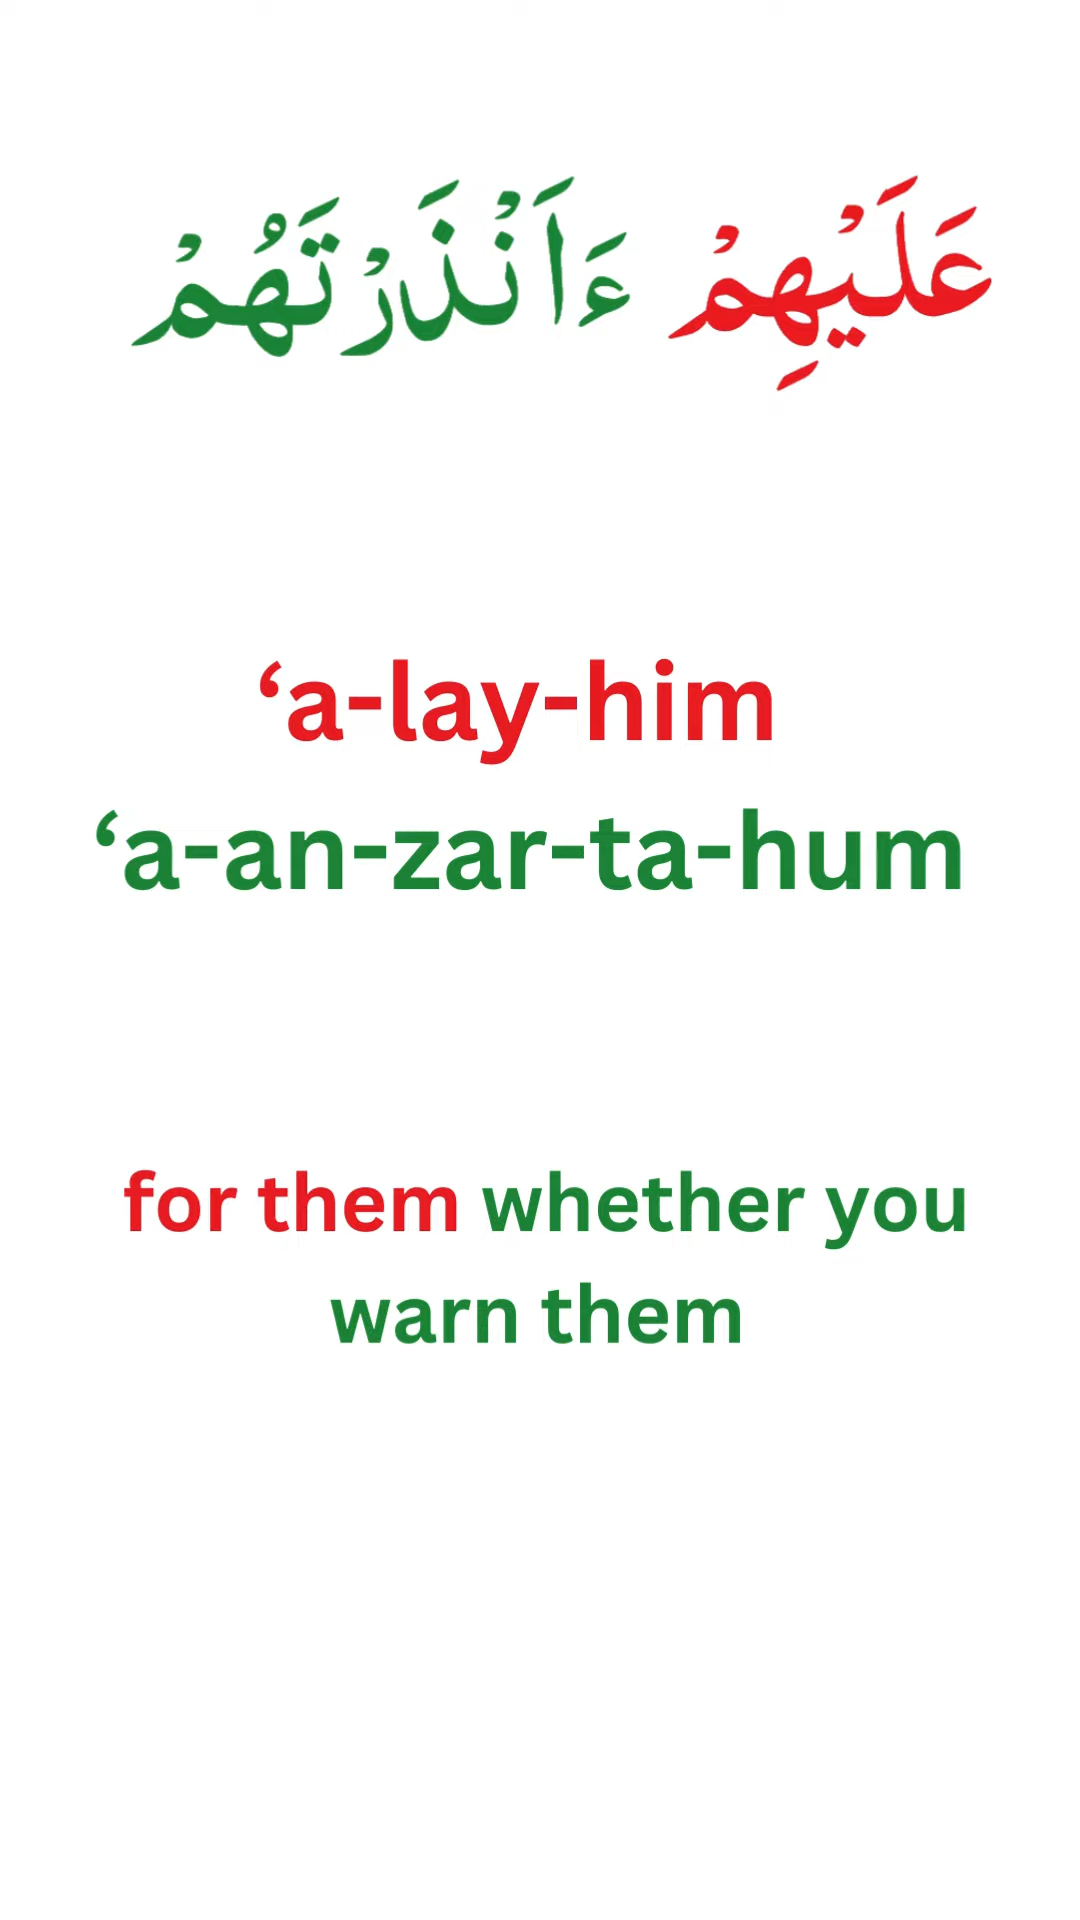 عَلَيْهِمْ ءَاَنْذَرْتَهُمْ
‘a-lay-him
‘a-an-zar-ta-hum
for them whether you
warn them